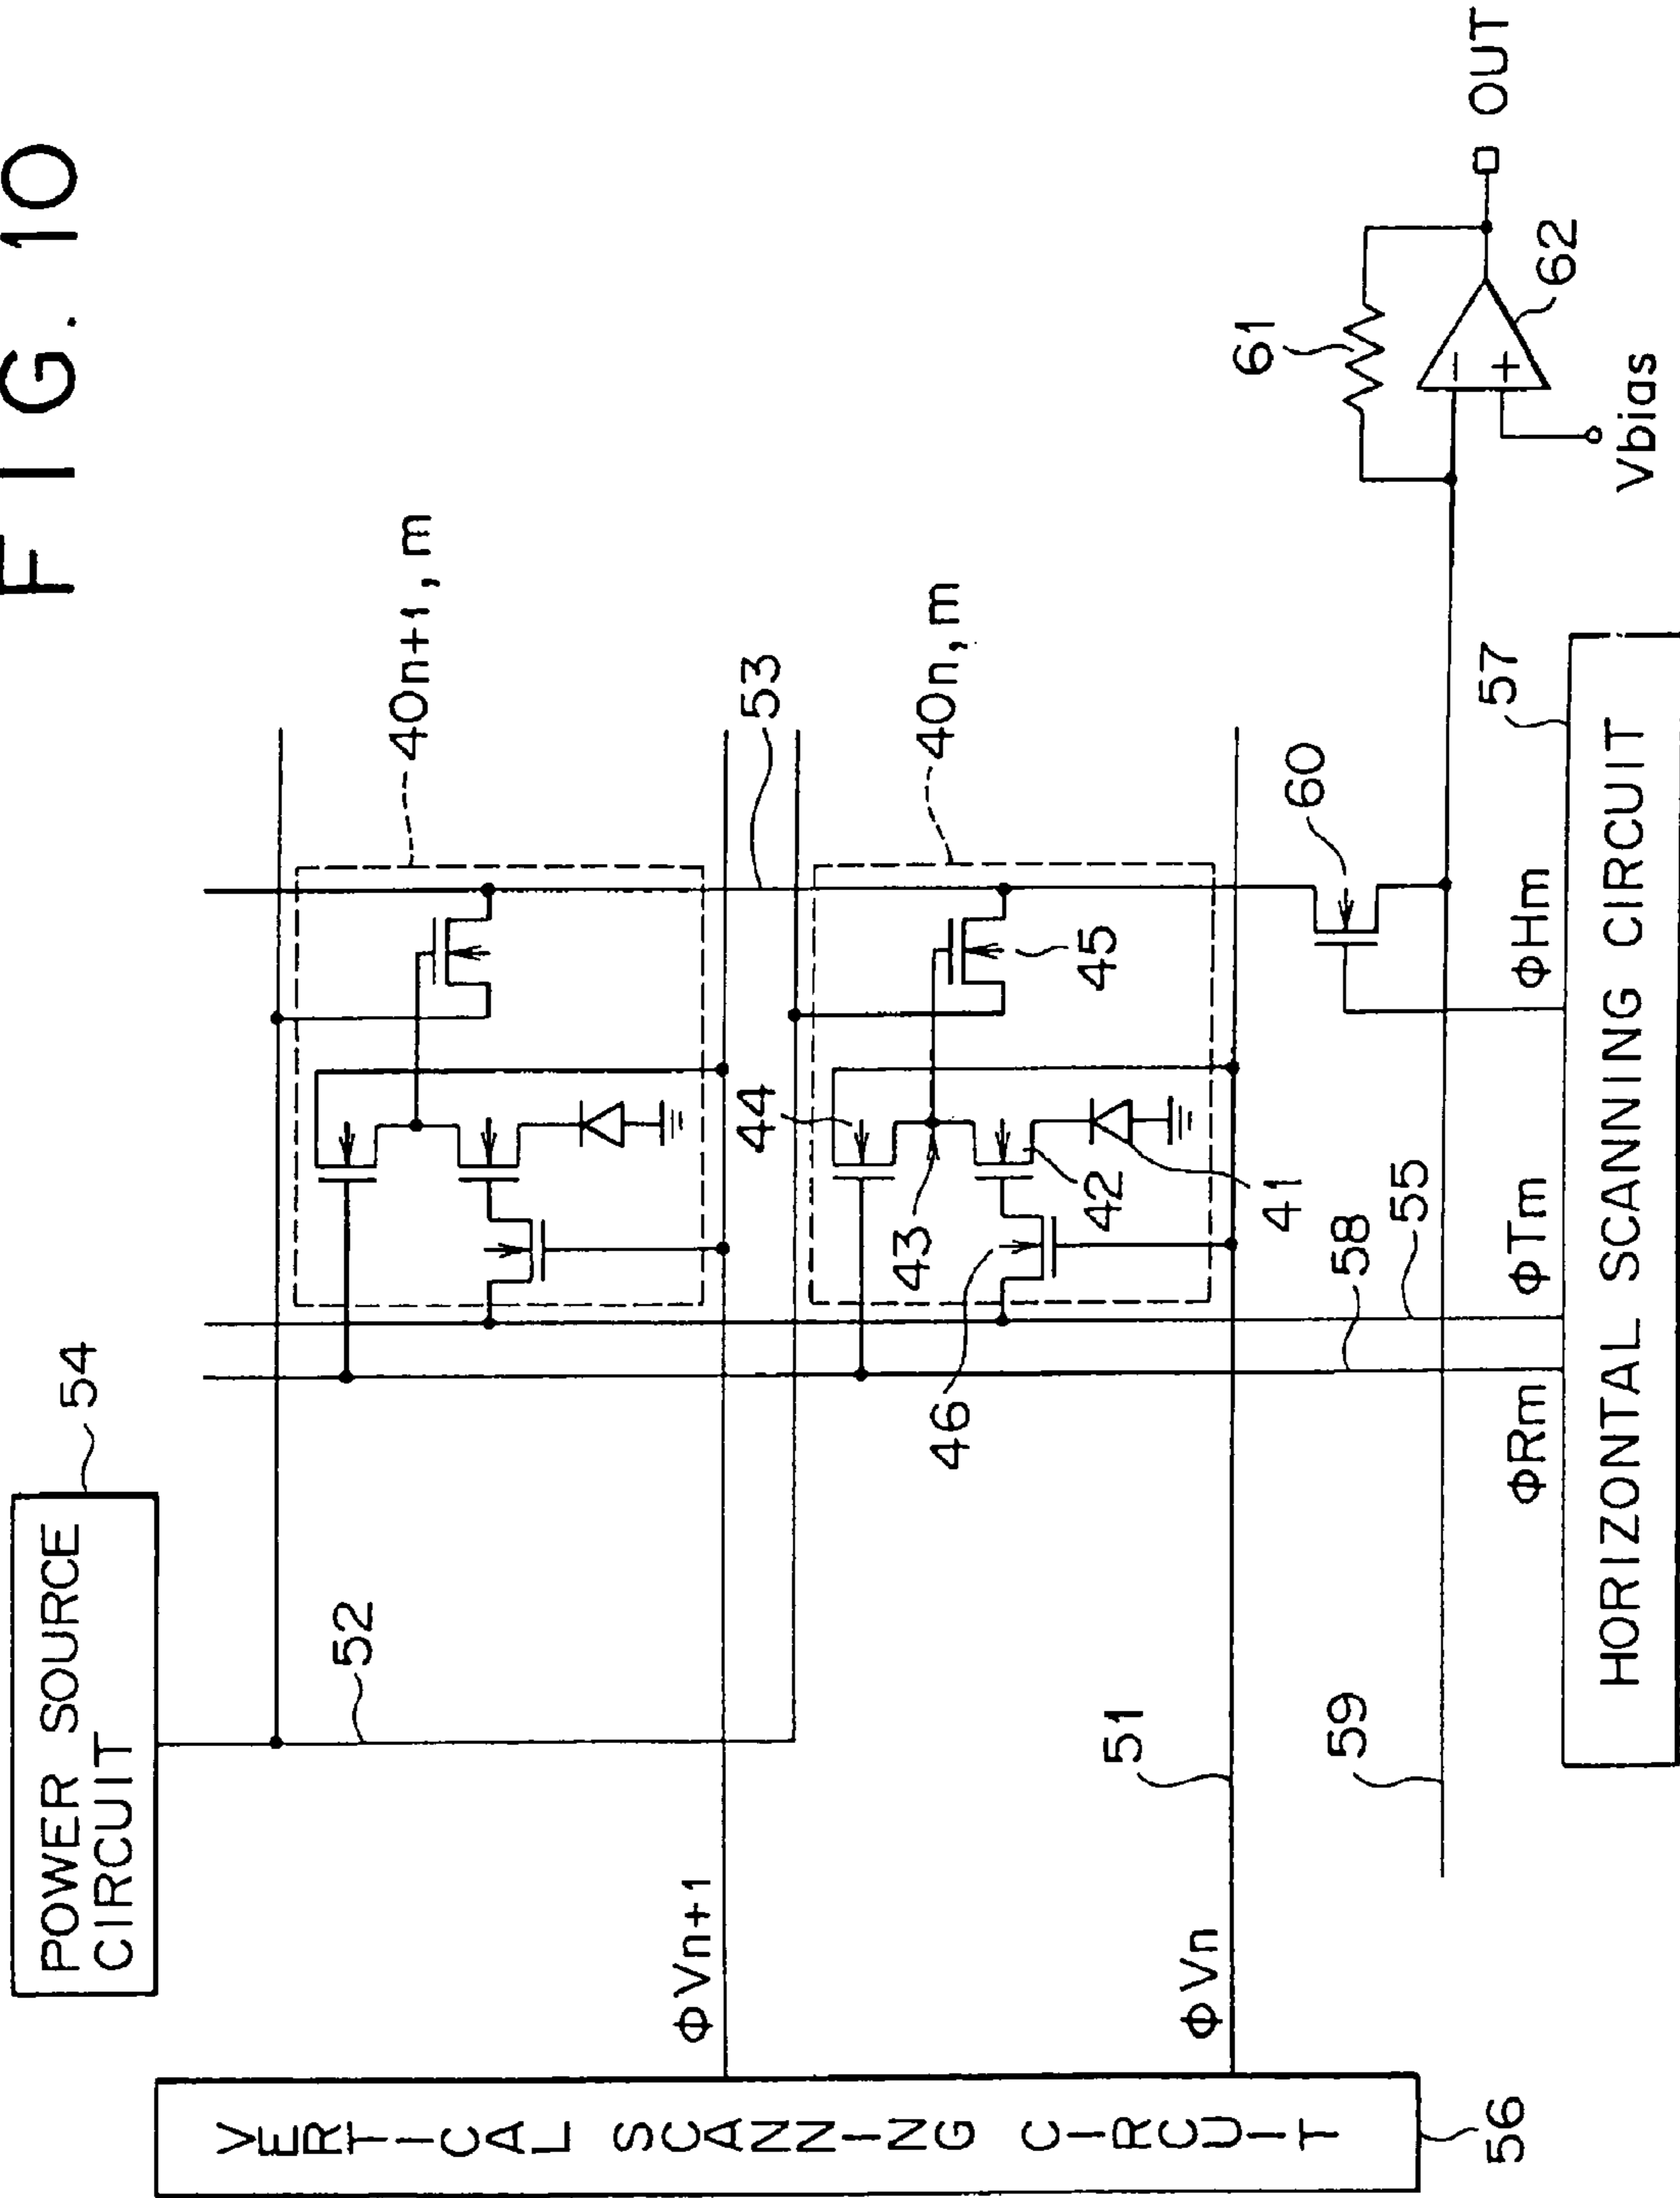 FIG. 10
POWER SOURCE
CIRCUIT
54
52
40n+1, m
53
40n, m
ΦVn+1
ΦVn
VERTICAL SCANNING CIRCUIT
56
51
59
44
43
42
41
45
46
58
55
60
61
62
OUT
Vbias
57
ΦRm
ΦTm
ΦHm
HORIZONTAL SCANNING CIRCUIT
−
+